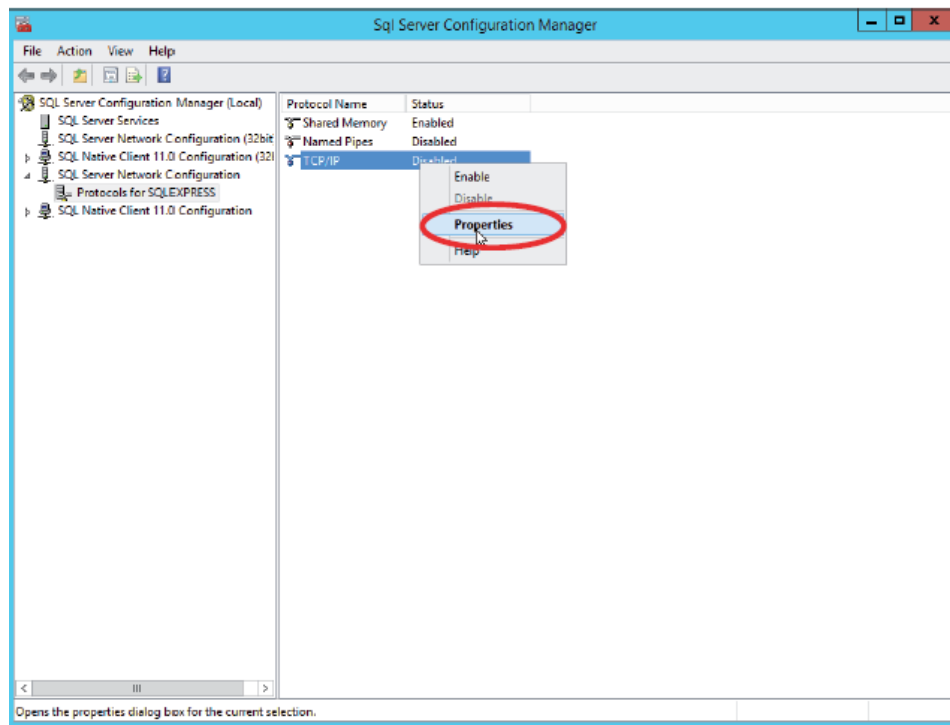 Sql Server Configuration Manager
File Action View Help
SQL Server Configuration Manager (Local)
SQL Server Services
SQL Server Network Configuration (32bit
SQL Native Client 11.0 Configuration (32l
SQL Server Network Configuration
Protocols for SQLEXPRESS
SQL Native Client 11.0 Configuration
Protocol Name Status
Shared Memory Enabled
Named Pipes Disabled
TCP/IP Disabled
Enable
Disable
Properties
Help
Opens the properties dialog box for the current selection.